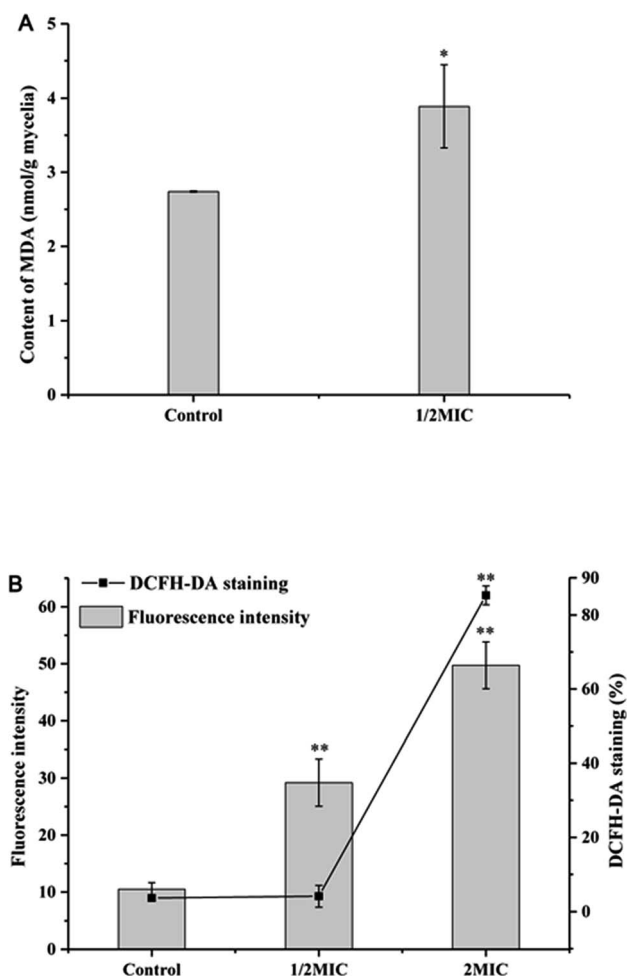 A
Content of MDA (nmol/g mycelia)
5
4
3
2
1
0
*
Control
1/2MIC
B
DCFH-DA staining
Fluorescence intensity
Fluorescence intensity
60
50
40
30
20
10
0
**
**
**
90
80
60
40
20
0
DCFH-DA staining (%)
Control
1/2MIC
2MIC